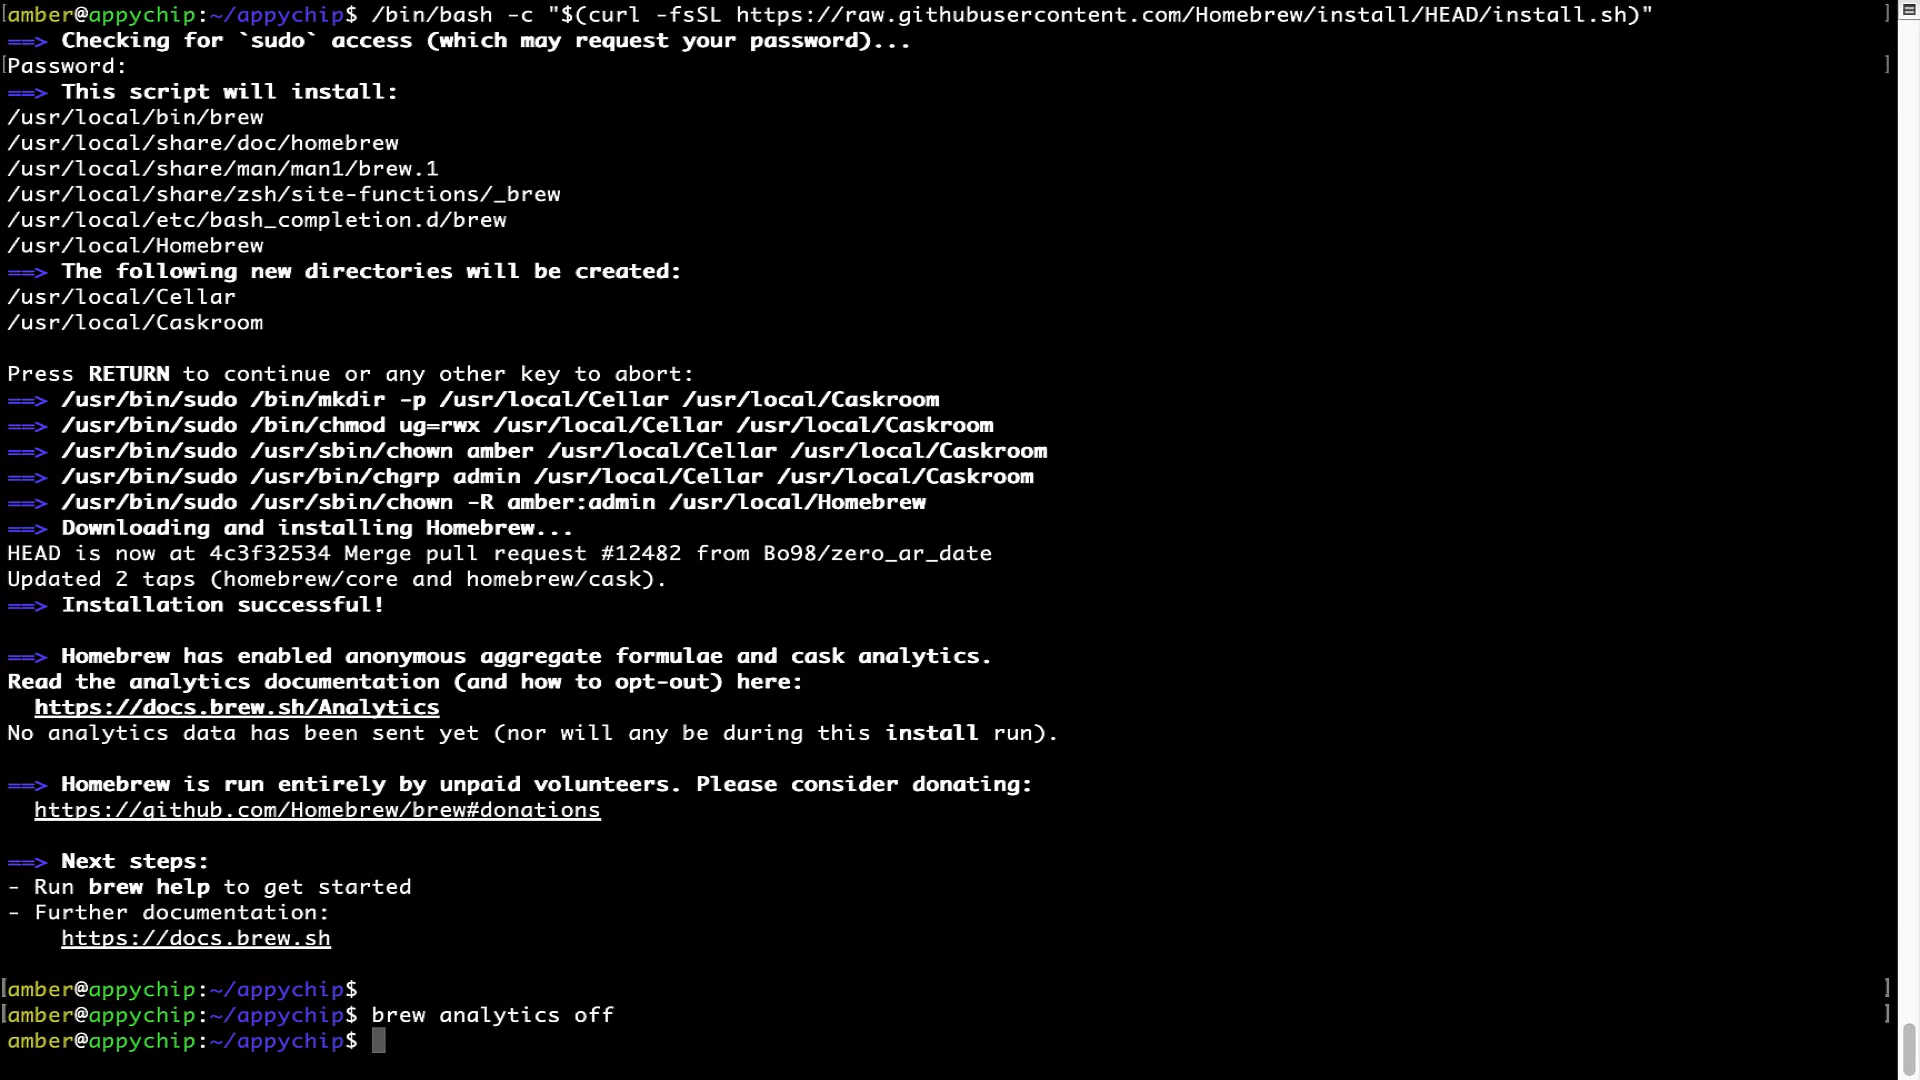 amber@appychip:~/appychip$ /bin/bash -c "$(curl -fsSL https://raw.githubusercontent.com/Homebrew/install/HEAD/install.sh)"
==> Checking for `sudo` access (which may request your password)...
Password:
==> This script will install:
/usr/local/bin/brew
/usr/local/share/doc/homebrew
/usr/local/share/man/man1/brew.1
/usr/local/share/zsh/site-functions/_brew
/usr/local/etc/bash_completion.d/brew
/usr/local/Homebrew
==> The following new directories will be created:
/usr/local/Cellar
/usr/local/Caskroom
Press RETURN to continue or any other key to abort:
==> /usr/bin/sudo /bin/mkdir -p /usr/local/Cellar /usr/local/Caskroom
==> /usr/bin/sudo /bin/chmod ug=rwx /usr/local/Cellar /usr/local/Caskroom
==> /usr/bin/sudo /usr/sbin/chown amber /usr/local/Cellar /usr/local/Caskroom
==> /usr/bin/sudo /usr/bin/chgrp admin /usr/local/Cellar /usr/local/Caskroom
==> /usr/bin/sudo /usr/sbin/chown -R amber:admin /usr/local/Homebrew
==> Downloading and installing Homebrew...
HEAD is now at 4c3f32534 Merge pull request #12482 from Bo98/zero_ar_date
Updated 2 taps (homebrew/core and homebrew/cask).
==> Installation successful!
==> Homebrew has enabled anonymous aggregate formulae and cask analytics.
Read the analytics documentation (and how to opt-out) here:
https://docs.brew.sh/Analytics
No analytics data has been sent yet (nor will any be during this install run).
==> Homebrew is run entirely by unpaid volunteers. Please consider donating:
https://github.com/Homebrew/brew#donations
==> Next steps:
- Run brew help to get started
- Further documentation:
https://docs.brew.sh
amber@appychip:~/appychip$
amber@appychip:~/appychip$ brew analytics off
amber@appychip:~/appychip$